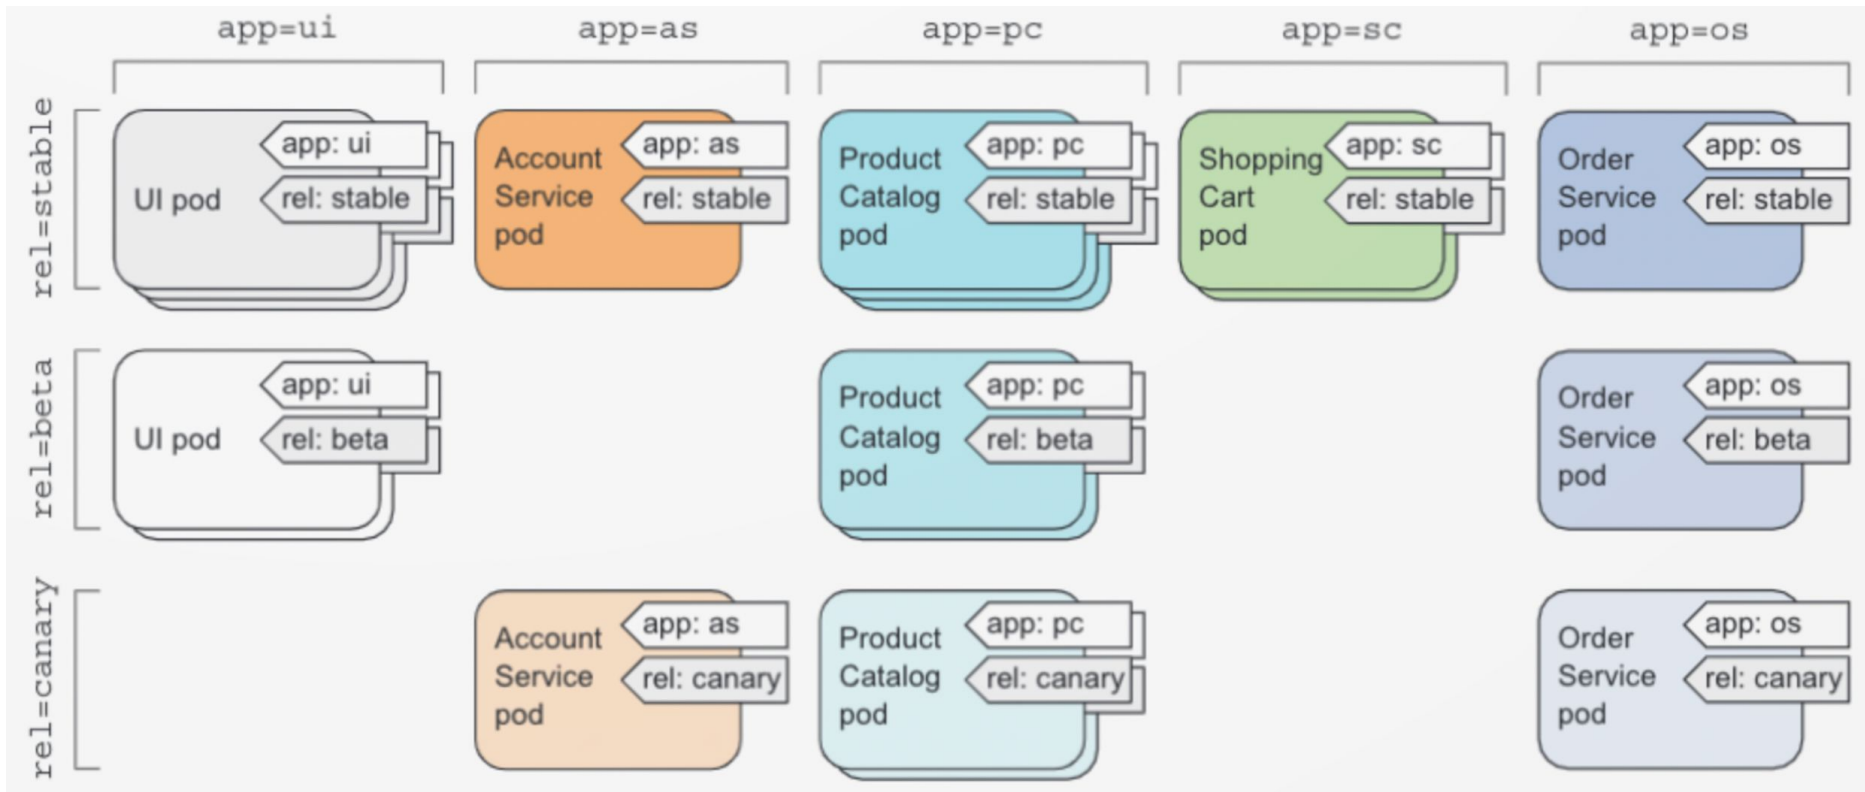 app=ui
app=as
app=pc
app=sc
app=os
rel=stable
UI pod
app: ui
rel: stable
Account
Service
pod
app: as
rel: stable
Product
Catalog
pod
app: pc
rel: stable
Shopping
Cart
pod
app: sc
rel: stable
Order
Service
pod
app: os
rel: stable
rel=beta
UI pod
app: ui
rel: beta
Product
Catalog
pod
app: pc
rel: beta
Order
Service
pod
app: os
rel: beta
rel=canary
Account
Service
pod
app: as
rel: canary
Product
Catalog
pod
app: pc
rel: canary
Order
Service
pod
app: os
rel: canary